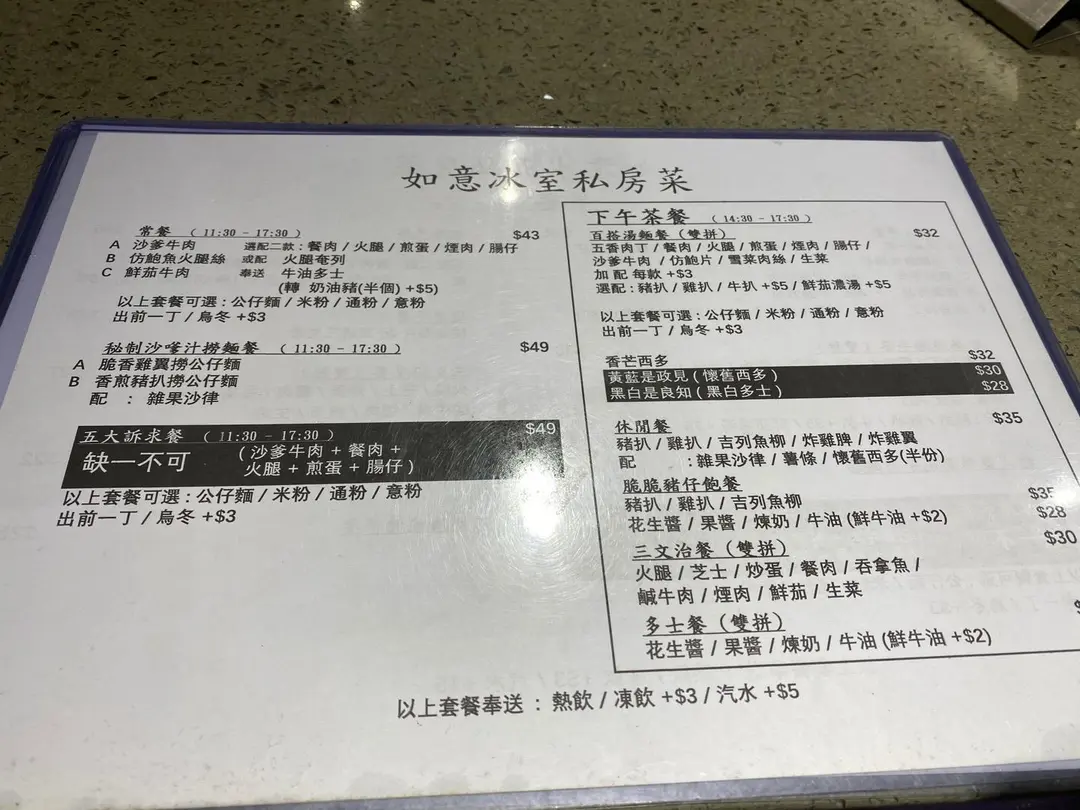 如意冰室私房菜
常餐 ( 11:30 - 17:30 ) $43
A 沙爹牛肉 選配二款 : 餐肉 / 火腿 / 煎蛋 / 煙肉 / 腸仔
B 仿鮑魚火腿絲 或配 火腿奄列
C 鮮茄牛肉 奉送 牛油多士
(轉 奶油豬(半個) +$5)
以上套餐可選 : 公仔麵 / 米粉 / 通粉 / 意粉
出前一丁 / 烏冬 +$3
秘制沙嗲汁撈麵餐 ( 11:30 - 17:30 ) $49
A 脆香雞翼撈公仔麵
B 香煎豬扒撈公仔麵
配 : 雜果沙律
五大訴求餐 ( 11:30 - 17:30 ) $49
缺一不可 ( 沙爹牛肉 + 餐肉 +
火腿 + 煎蛋 + 腸仔 )
以上套餐可選 : 公仔麵 / 米粉 / 通粉 / 意粉
出前一丁 / 烏冬 +$3
下午茶餐 ( 14:30 - 17:30 )
百搭湯麵餐 (雙拼) $32
五香肉丁 / 餐肉 / 火腿 / 煎蛋 / 煙肉 / 腸仔 /
沙爹牛肉 / 仿鮑片 / 雪菜肉絲 / 生菜
加 配 每款 +$3
選配 : 豬扒 / 雞扒 / 牛扒 +$5 / 鮮茄濃湯 +$5
以上套餐可選 : 公仔麵 / 米粉 / 通粉 / 意粉
出前一丁 / 烏冬 +$3
香芒西多 $32
黃藍是政見 ( 懷舊西多 ) $30
黑白是良知 ( 黑白多士 ) $28
休閒餐 $35
豬扒 / 雞扒 / 吉列魚柳 / 炸雞脾 / 炸雞翼
配 : 雜果沙律 / 薯條 / 懷舊西多(半份)
脆脆豬仔飽餐
豬扒 / 雞扒 / 吉列魚柳 $35
花生醬 / 果醬 / 煉奶 / 牛油 (鮮牛油 +$2) $28
三文治餐 (雙拼) $30
火腿 / 芝士 / 炒蛋 / 餐肉 / 吞拿魚 /
鹹牛肉 / 煙肉 / 鮮茄 / 生菜
多士餐 (雙拼)
花生醬 / 果醬 / 煉奶 / 牛油 (鮮牛油 +$2)
以上套餐奉送 : 熱飲 / 凍飲 +$3 / 汽水 +$5